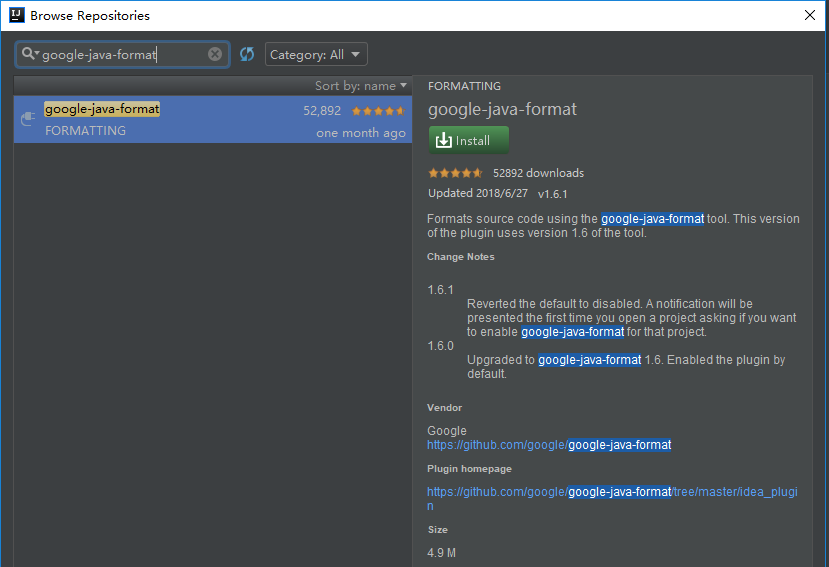 Browse Repositories
google-java-format
Category: All
Sort by: name
google-java-format
52,892
FORMATTING
one month ago
FORMATTING
google-java-format
Install
52892 downloads
Updated 2018/6/27 v1.6.1
Formats source code using the google-java-format tool. This version
of the plugin uses version 1.6 of the tool.
Change Notes
1.6.1
Reverted the default to disabled. A notification will be
presented the first time you open a project asking if you want
to enable google-java-format for that project.
1.6.0
Upgraded to google-java-format 1.6. Enabled the plugin by
default.
Vendor
Google
https://github.com/google/google-java-format
Plugin homepage
https://github.com/google/google-java-format/tree/master/idea_plugi
n
Size
4.9 M